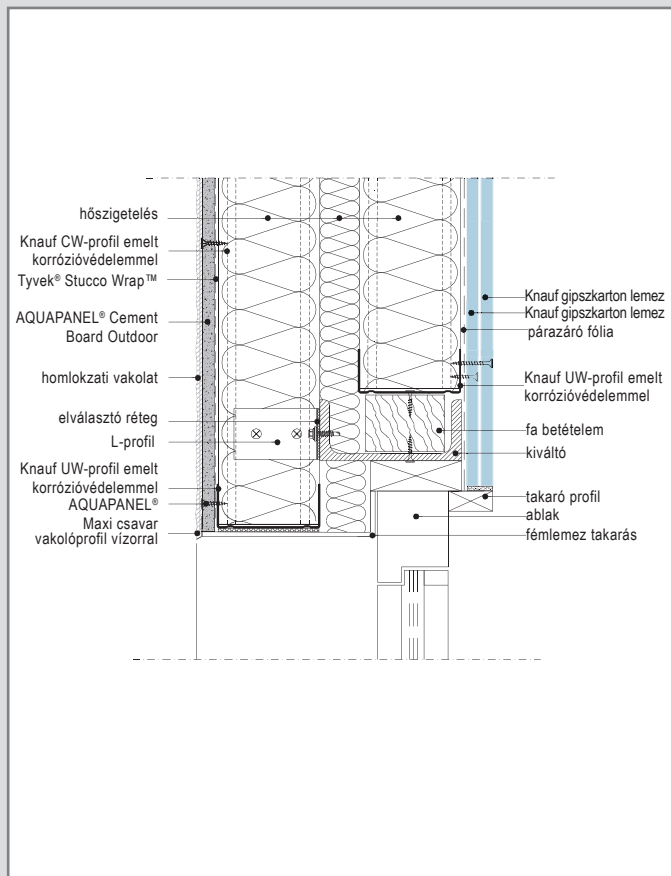 hőszigetelés
Knauf CW-profil emelt
korrózióvédelemmel
Tyvek® Stucco Wrap™
AQUAPANEL® Cement
Board Outdoor
homlokzati vakolat
elválasztó réteg
L-profil
Knauf UW-profil emelt
korrózióvédelemmel
AQUAPANEL®
Maxi csavar
vakolóprofil vízorral
Knauf gipszkarton lemez
Knauf gipszkarton lemez
párazáró fólia
Knauf UW-profil emelt
korrózióvédelemmel
fa betételem
kiváltó
takaró profil
ablak
fémlemez takarás